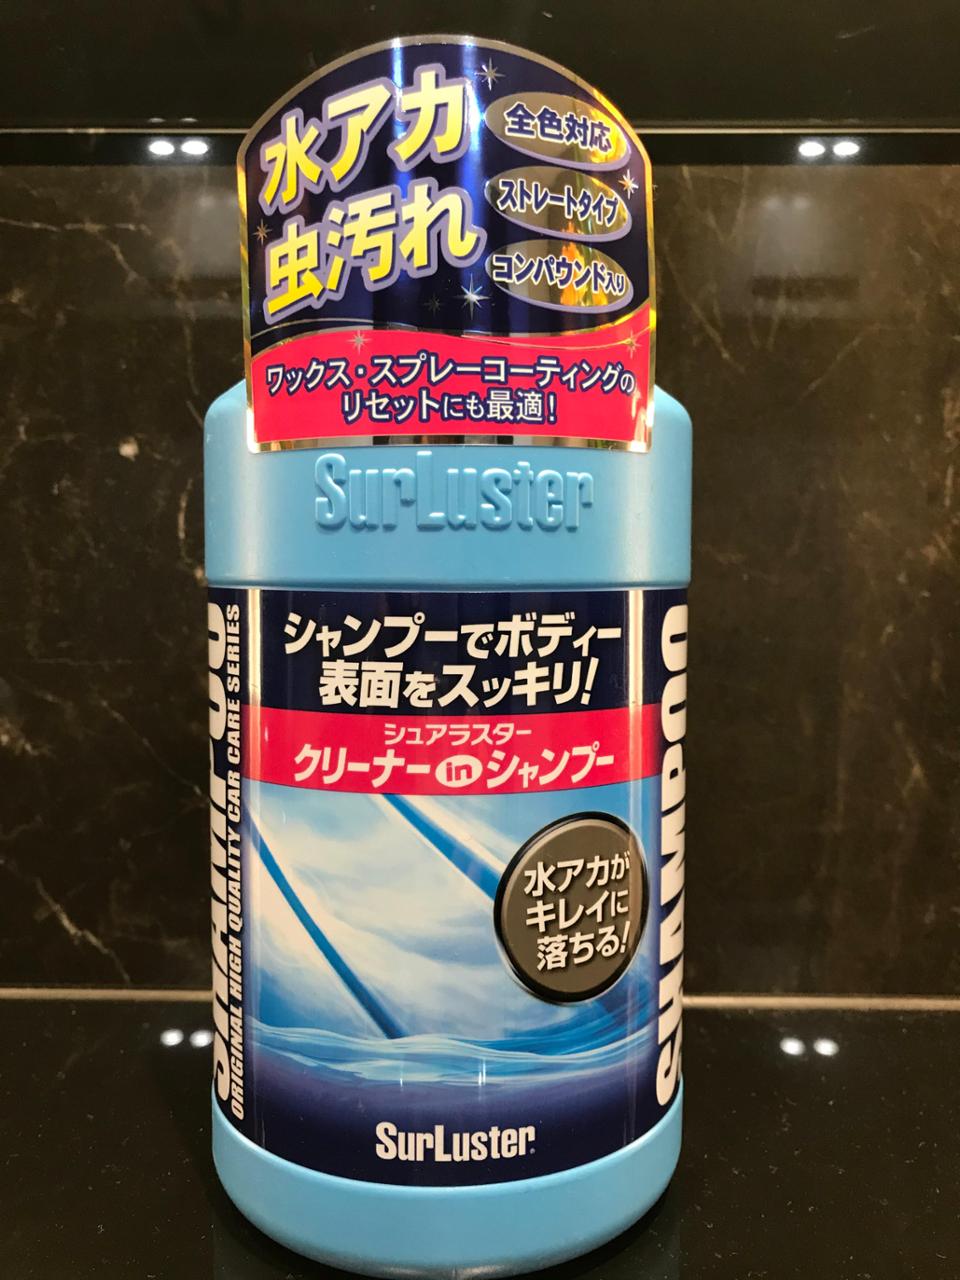 水アカ
虫汚れ
全色対応
ストレートタイプ
コンパウンド入り
ワックス・スプレーコーティングの
リセットにも最適!
SurLuster
シャンプーでボディー
表面をスッキリ!
シュアラスター
クリーナーinシャンプー
水アカが
キレイに
落ちる!
SurLuster
SHAMPOO
ORIGINAL HIGH QUALITY CAR CARE SERIES
SHAMPOO